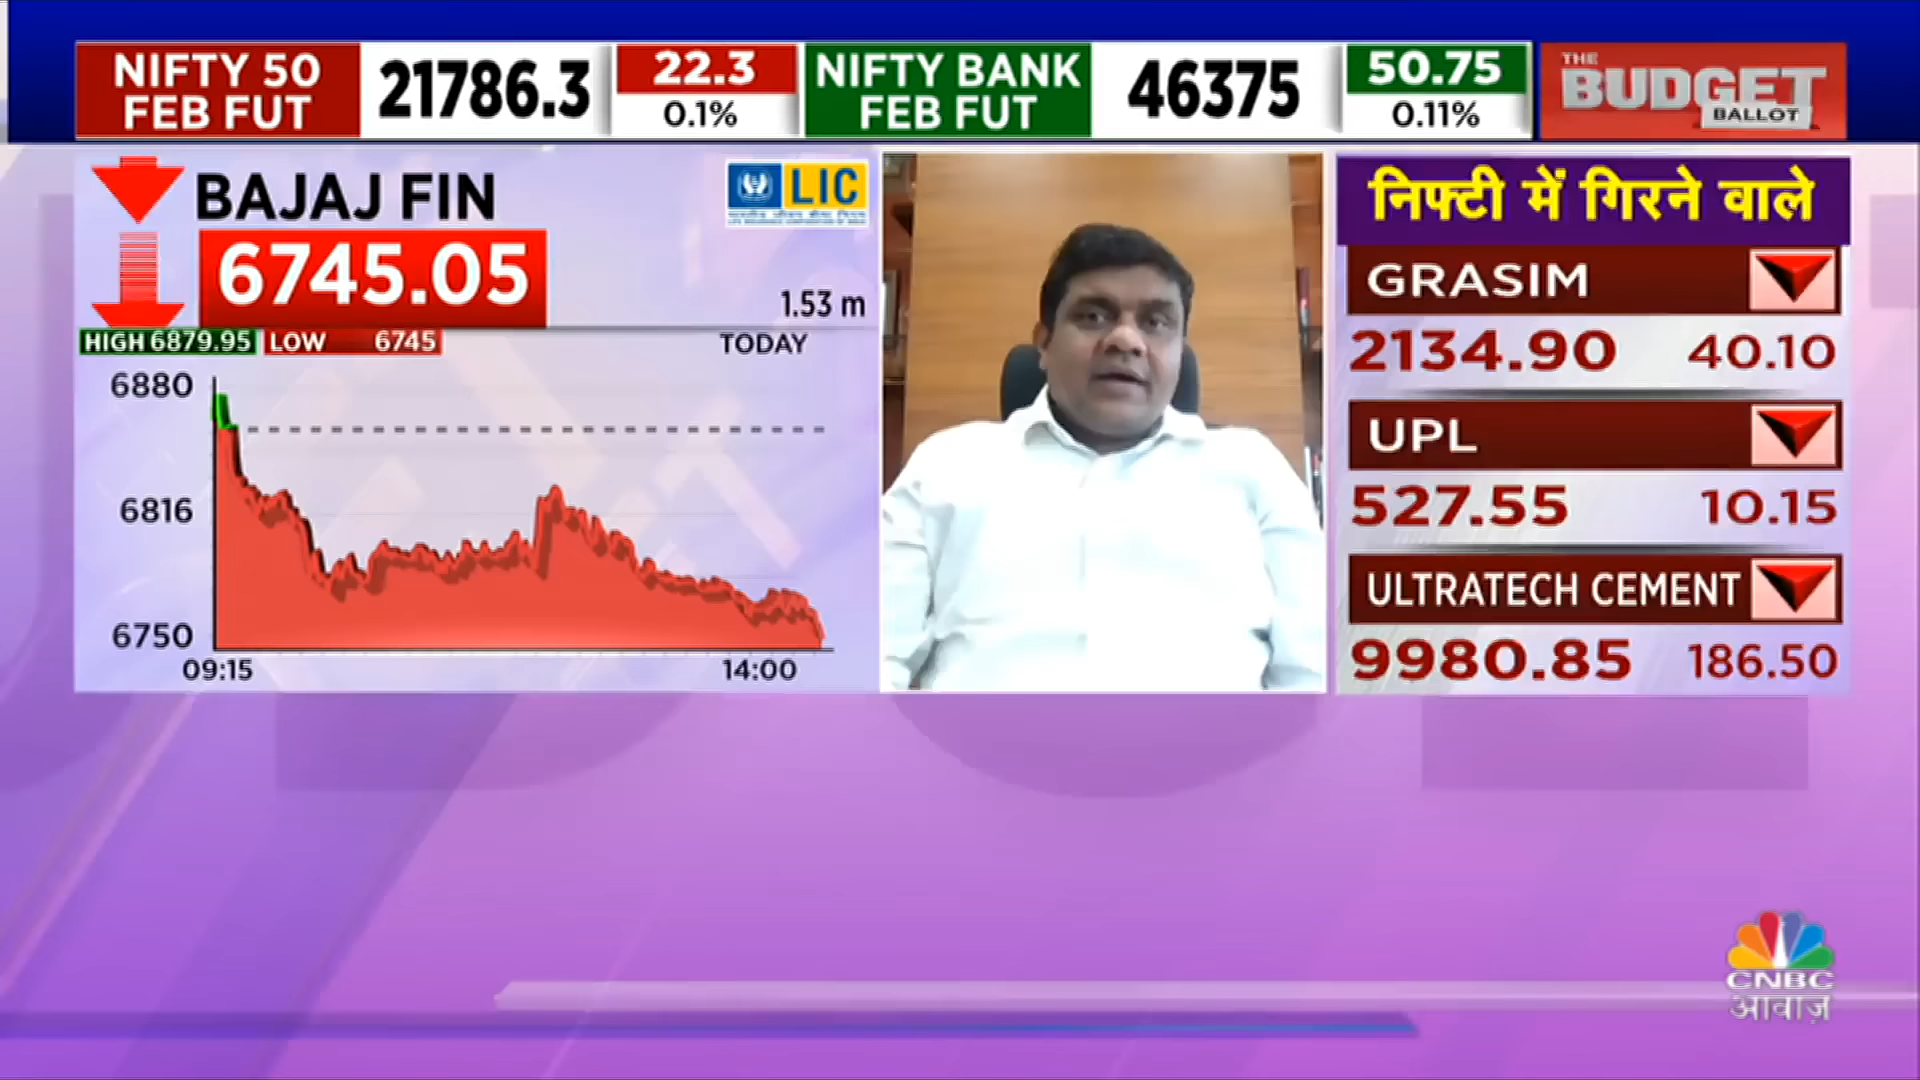 NIFTY 50
FEB FUT
21786.3
22.3
0.1%
NIFTY BANK
FEB FUT
46375
50.75
0.11%
THE
BUDGET
BALLOT
BAJAJ FIN
6745.05
LIC
1.53 m
HIGH 6879.95 LOW 6745
TODAY
6880
6816
6750
09:15 14:00
निफ्टी में गिरने वाले
GRASIM
2134.90 40.10
UPL
527.55 10.15
ULTRATECH CEMENT
9980.85 186.50
CNBC
आवाज़